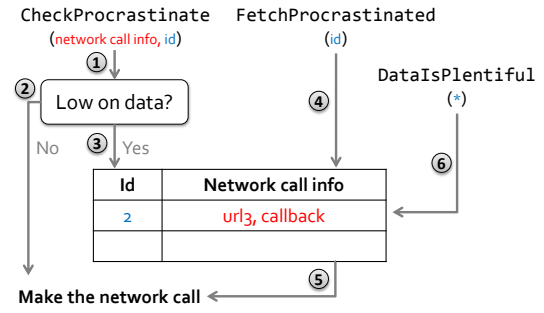 CheckProcrastinate
(network call info, id)
FetchProcrastinated
(id)
DataIsPlentiful
(*)
1
2
Low on data?
4
No
3
Yes
6
Id Network call info
2 url3, callback
5
Make the network call